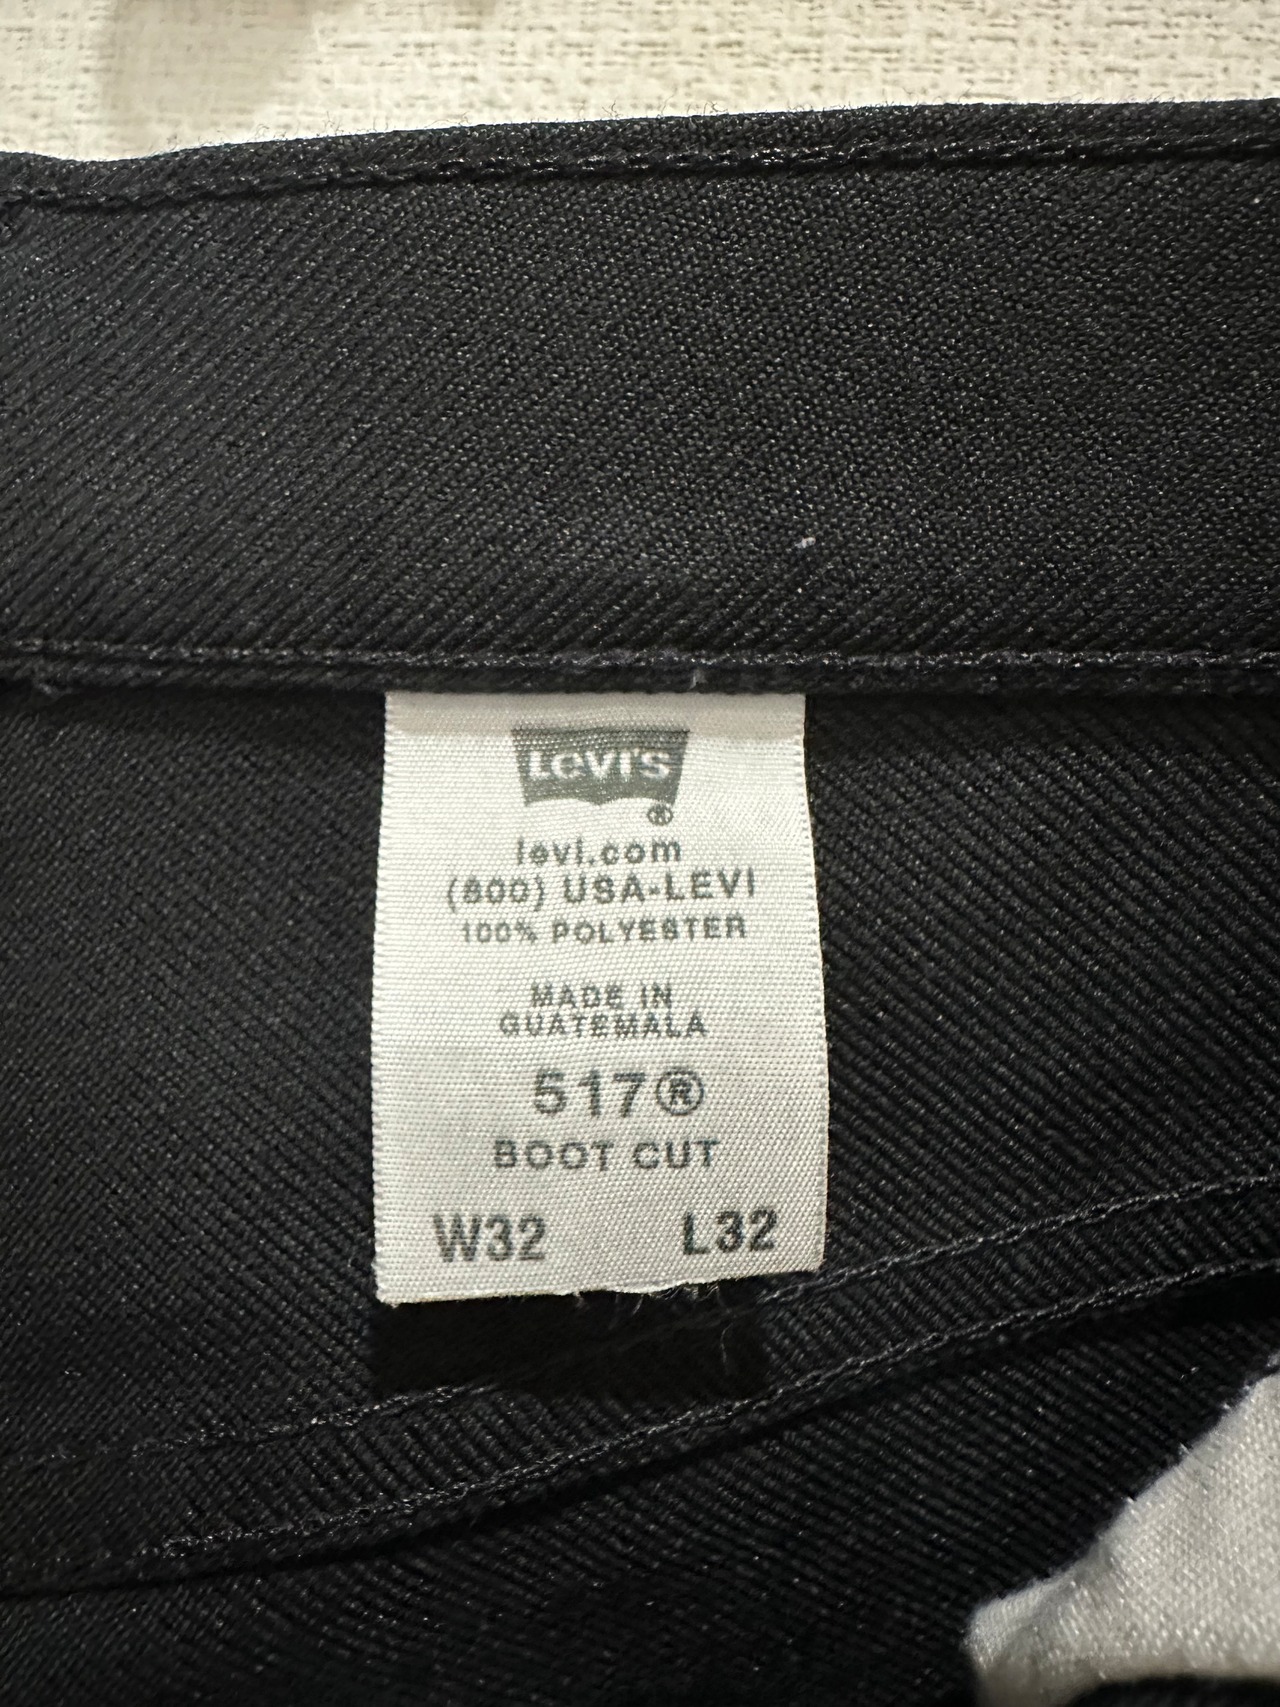 LEVI'S
®
levi.com
(800) USA-LEVI
100% POLYESTER
MADE IN
GUATEMALA
517®
BOOT CUT
W32 L32